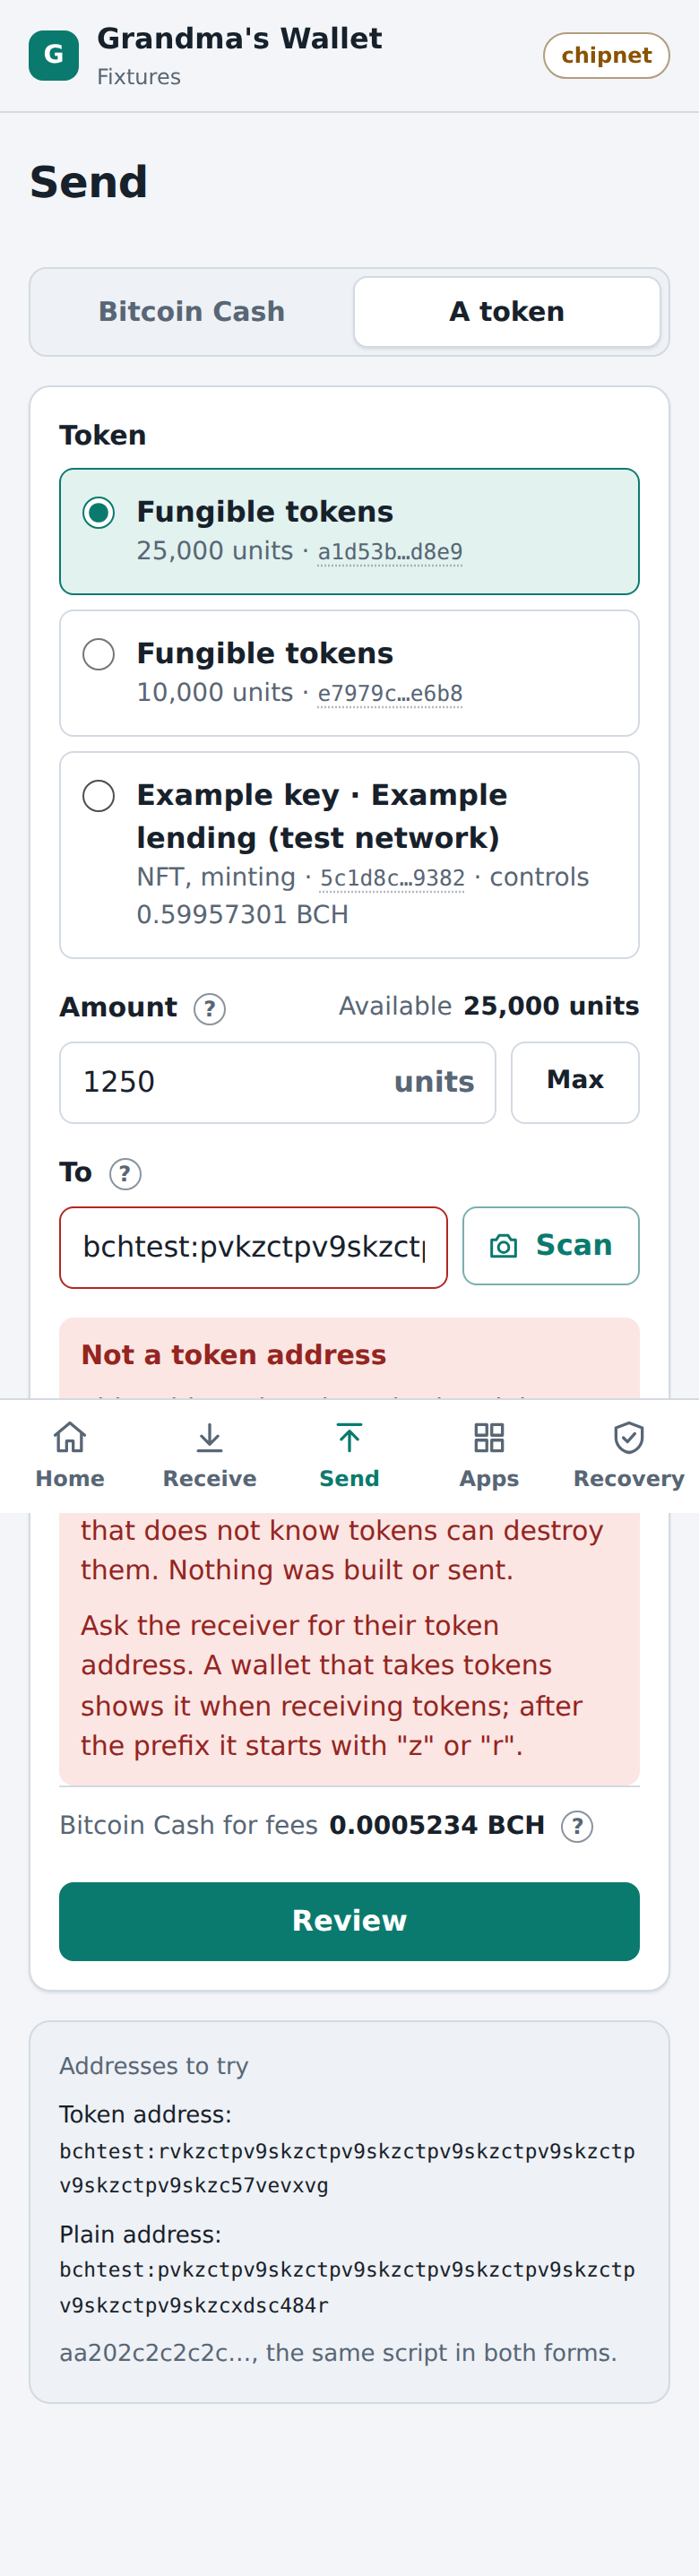 G
Grandma's Wallet
Fixtures
chipnet
Send
Bitcoin Cash
A token
Token
Fungible tokens
25,000 units · a1d53b…d8e9
Fungible tokens
10,000 units · e7979c…e6b8
Example key · Example
lending (test network)
NFT, minting · 5c1d8c…9382 · controls
0.59957301 BCH
Amount ?
Available 25,000 units
1250 units
Max
To ?
bchtest:pvkzctpv9skzct
Scan
Not a token address
Home
Receive
Send
Apps
Recovery
that does not know tokens can destroy
them. Nothing was built or sent.
Ask the receiver for their token
address. A wallet that takes tokens
shows it when receiving tokens; after
the prefix it starts with "z" or "r".
Bitcoin Cash for fees 0.0005234 BCH ?
Review
Addresses to try
Token address:
bchtest:rvkzctpv9skzctpv9skzctpv9skzctpv9skzctp
v9skzctpv9skzc57vevxvg
Plain address:
bchtest:pvkzctpv9skzctpv9skzctpv9skzctpv9skzctp
v9skzctpv9skzcxdsc484r
aa202c2c2c2c…, the same script in both forms.